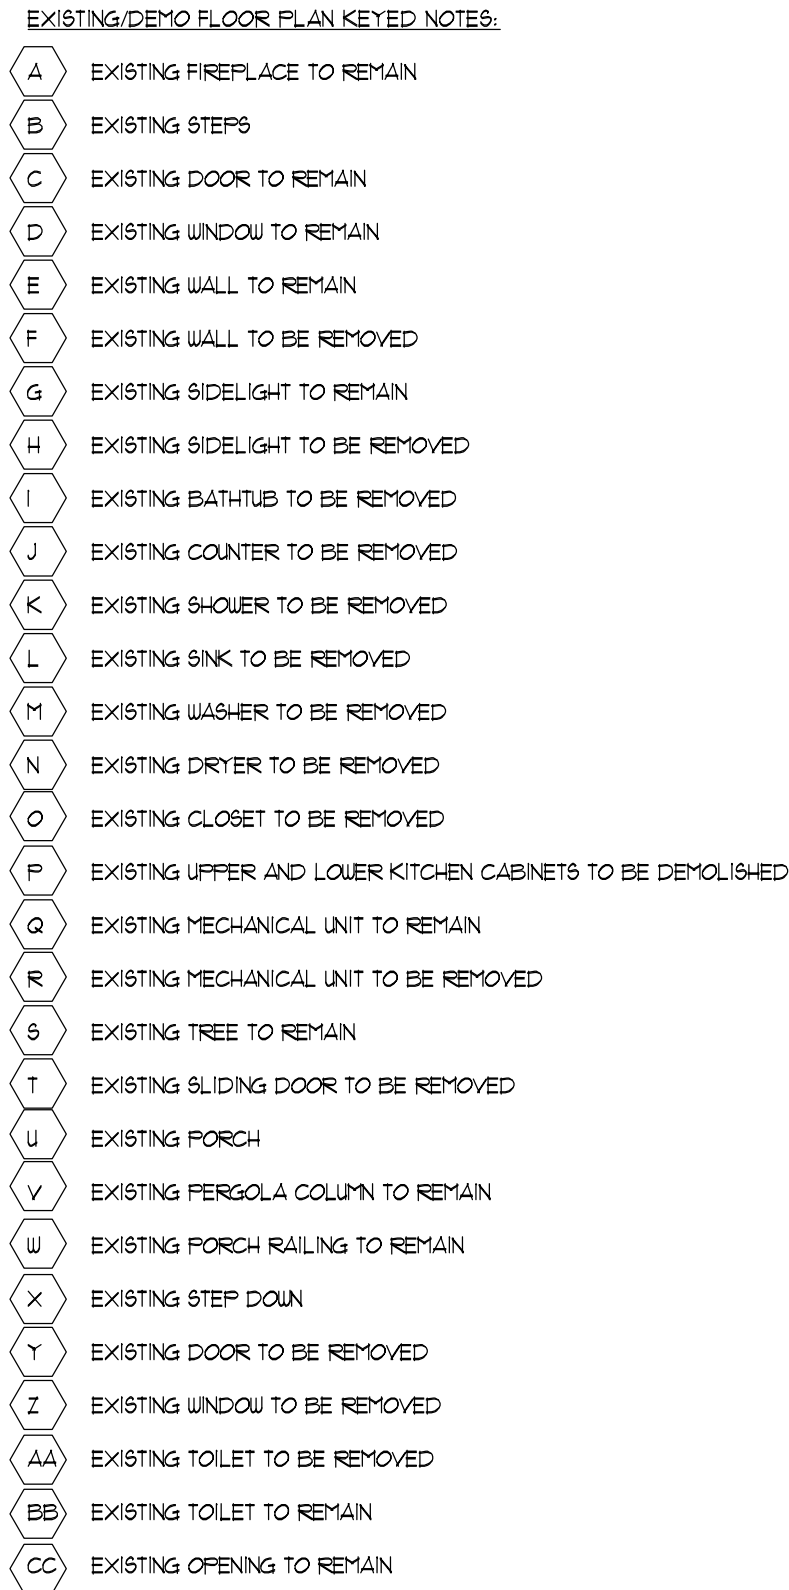 EXISTING/DEMO FLOOR PLAN KEYED NOTES:
A EXISTING FIREPLACE TO REMAIN
B EXISTING STEPS
C EXISTING DOOR TO REMAIN
D EXISTING WINDOW TO REMAIN
E EXISTING WALL TO REMAIN
F EXISTING WALL TO BE REMOVED
G EXISTING SIDELIGHT TO REMAIN
H EXISTING SIDELIGHT TO BE REMOVED
I EXISTING BATHTUB TO BE REMOVED
J EXISTING COUNTER TO BE REMOVED
K EXISTING SHOWER TO BE REMOVED
L EXISTING SINK TO BE REMOVED
M EXISTING WASHER TO BE REMOVED
N EXISTING DRYER TO BE REMOVED
O EXISTING CLOSET TO BE REMOVED
P EXISTING UPPER AND LOWER KITCHEN CABINETS TO BE DEMOLISHED
Q EXISTING MECHANICAL UNIT TO REMAIN
R EXISTING MECHANICAL UNIT TO BE REMOVED
S EXISTING TREE TO REMAIN
T EXISTING SLIDING DOOR TO BE REMOVED
U EXISTING PORCH
V EXISTING PERGOLA COLUMN TO REMAIN
W EXISTING PORCH RAILING TO REMAIN
X EXISTING STEP DOWN
Y EXISTING DOOR TO BE REMOVED
Z EXISTING WINDOW TO BE REMOVED
AA EXISTING TOILET TO BE REMOVED
BB EXISTING TOILET TO REMAIN
CC EXISTING OPENING TO REMAIN